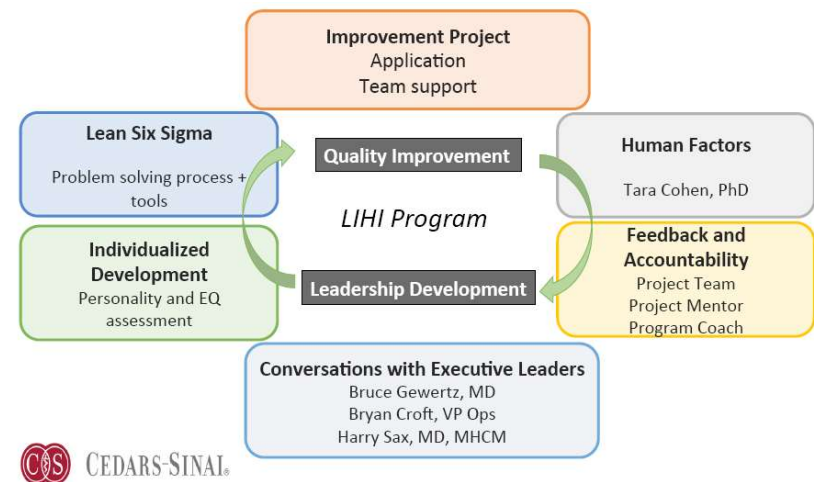 Improvement Project
Application
Team support
Lean Six Sigma
Problem solving process +
tools
Quality Improvement
Human Factors
Tara Cohen, PhD
LIHI Program
Individualized
Development
Personality and EQ
assessment
Leadership Development
Feedback and
Accountability
Project Team
Project Mentor
Program Coach
Conversations with Executive Leaders
Bruce Gewertz, MD
Bryan Croft, VP Ops
Harry Sax, MD, MHCM
CS
CEDARS-SINAI®